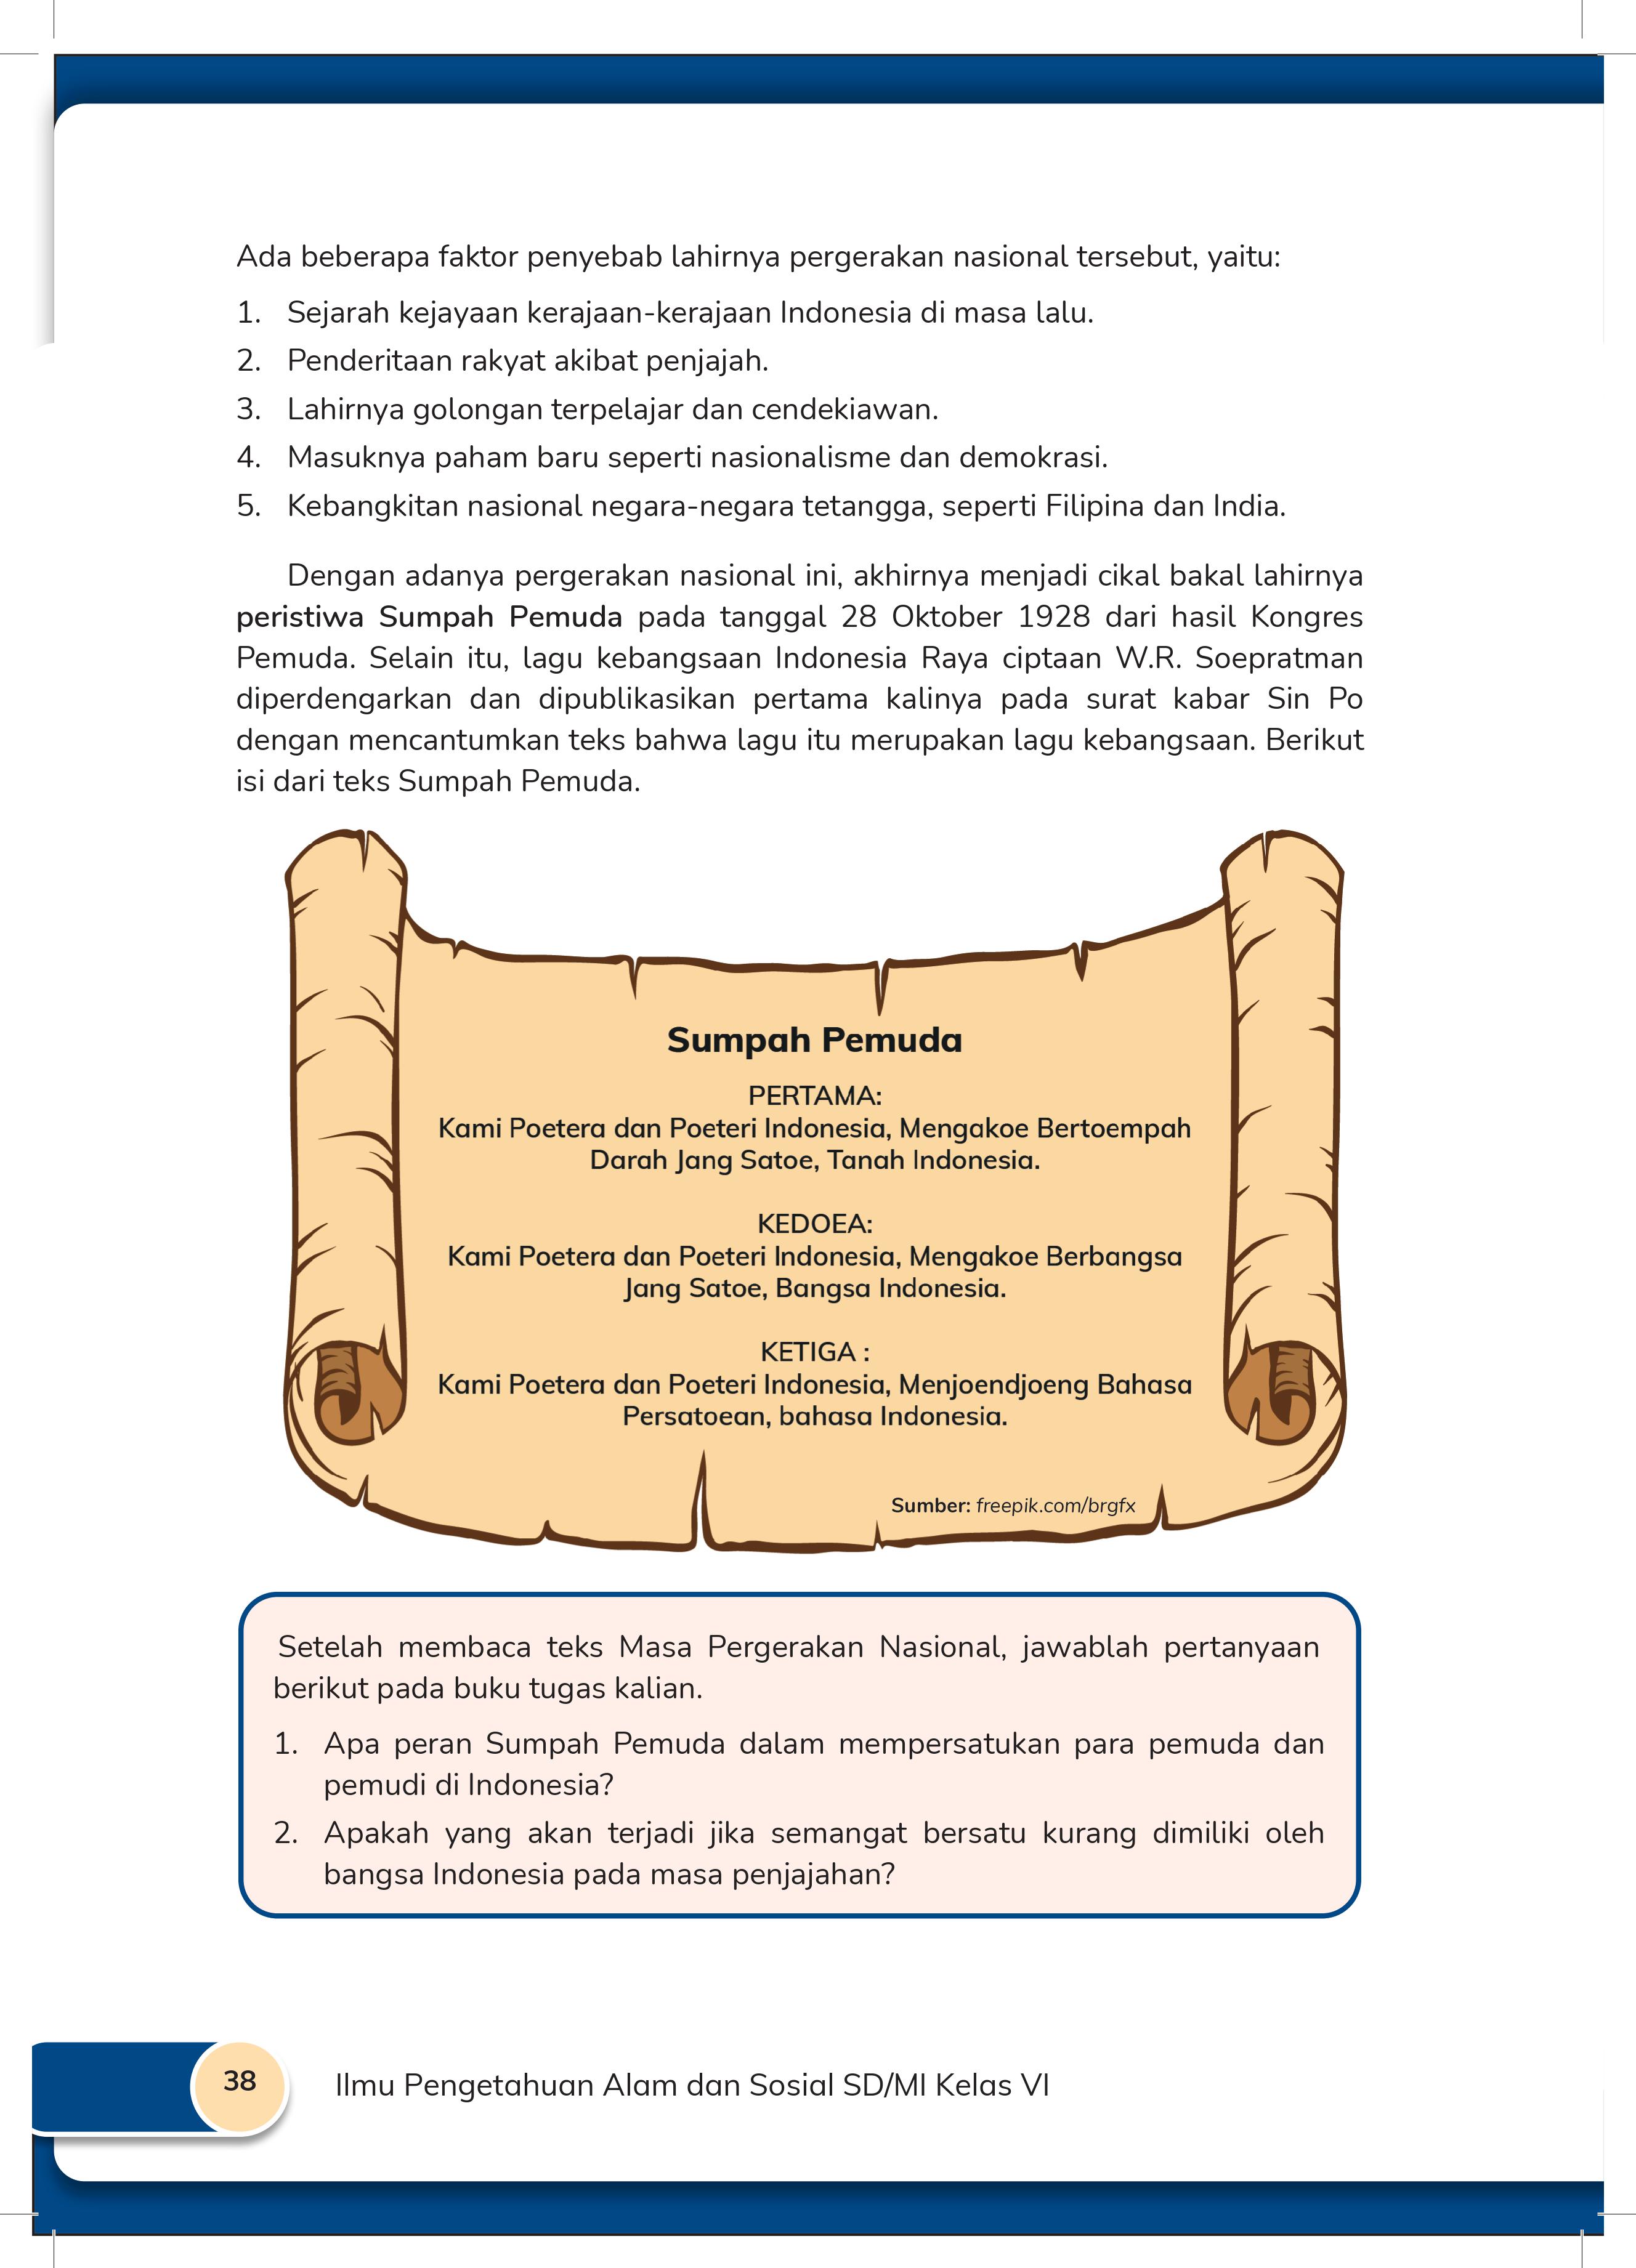 Ada beberapa faktor penyebab lahirnya pergerakan nasional tersebut, yaitu:
1. Sejarah kejayaan kerajaan-kerajaan Indonesia di masa lalu.
2. Penderitaan rakyat akibat penjajah.
3. Lahirnya golongan terpelajar dan cendekiawan.
4. Masuknya paham baru seperti nasionalisme dan demokrasi.
5. Kebangkitan nasional negara-negara tetangga, seperti Filipina dan India.
Dengan adanya pergerakan nasional ini, akhirnya menjadi cikal bakal lahirnya
peristiwa Sumpah Pemuda pada tanggal 28 Oktober 1928 dari hasil Kongres
Pemuda. Selain itu, lagu kebangsaan Indonesia Raya ciptaan W.R. Soepratman
diperdengarkan dan dipublikasikan pertama kalinya pada surat kabar Sin Po
dengan mencantumkan teks bahwa lagu itu merupakan lagu kebangsaan. Berikut
isi dari teks Sumpah Pemuda.
Sumpah Pemuda
PERTAMA:
Kami Poetera dan Poeteri Indonesia, Mengakoe Bertoempah
Darah Jang Satoe, Tanah Indonesia.
KEDOEA:
Kami Poetera dan Poeteri Indonesia, Mengakoe Berbangsa
Jang Satoe, Bangsa Indonesia.
KETIGA :
Kami Poetera dan Poeteri Indonesia, Menjoendjoeng Bahasa
Persatoean, bahasa Indonesia.
Sumber: freepik.com/brgfx
Setelah membaca teks Masa Pergerakan Nasional, jawablah pertanyaan
berikut pada buku tugas kalian.
1. Apa peran Sumpah Pemuda dalam mempersatukan para pemuda dan
pemudi di Indonesia?
2. Apakah yang akan terjadi jika semangat bersatu kurang dimiliki oleh
bangsa Indonesia pada masa penjajahan?
38
Ilmu Pengetahuan Alam dan Sosial SD/MI Kelas VI